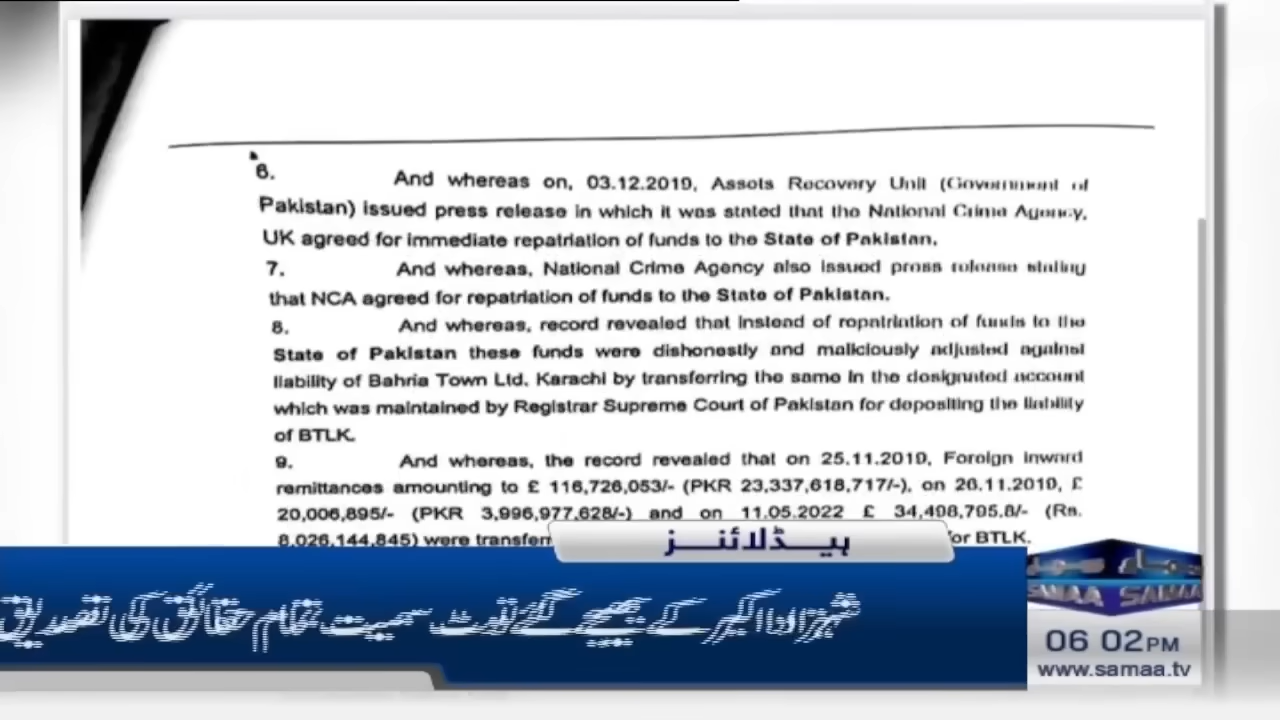 6. And whereas on, 03.12.2019, Assets Recovery Unit (Government of
Pakistan) issued press release in which it was stated that the National Crime Agency,
UK agreed for immediate repatriation of funds to the State of Pakistan.
7. And whereas, National Crime Agency also issued press release stating
that NCA agreed for repatriation of funds to the State of Pakistan.
8. And whereas, record revealed that instead of repatriation of funds to the
State of Pakistan these funds were dishonestly and maliciously adjusted against
liability of Bahria Town Ltd. Karachi by transferring the same in the designated account
which was maintained by Registrar Supreme Court of Pakistan for depositing the liability
of BTLK.
9. And whereas, the record revealed that on 25.11.2019, Foreign Inward
remittances amounting to £ 116,726,053/- (PKR 23,337,618,717/-), on 26.11.2019, £
20,006,895/- (PKR 3,996,977,628/-) and on 11.05.2022 £ 34,498,795.8/- (Rs.
8,026,144,845) were transfer for BTLK.
ہیڈلائنز
شہزاد اکبر کے بھیجے گئے نوٹ سمیت تمام حقائق کی تصدیق
سماء
SAMAA SAMAA
06 02 PM
www.samaa.tv